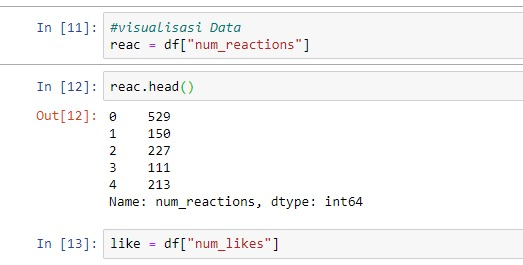 In [11]: #visualisasi Data
reac = df["num_reactions"]
In [12]: reac.head()
Out[12]: 0 529
1 150
2 227
3 111
4 213
Name: num_reactions, dtype: int64
In [13]: like = df["num_likes"]